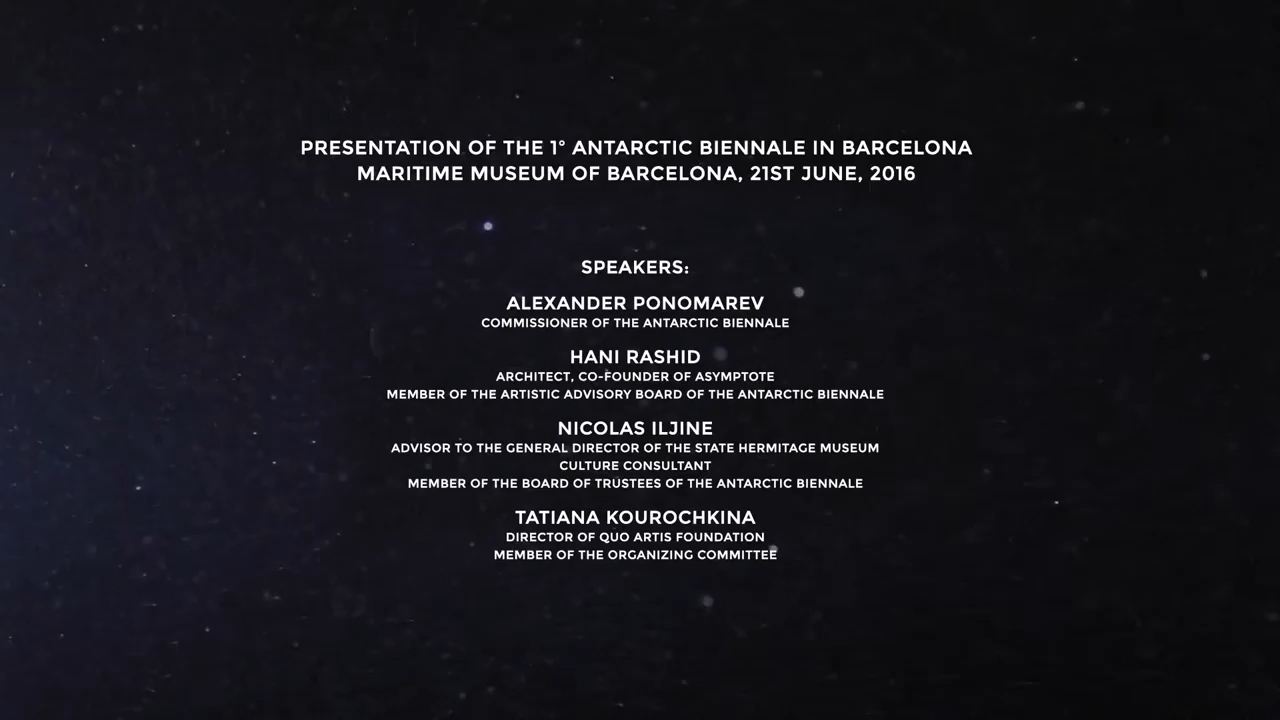 PRESENTATION OF THE 1° ANTARCTIC BIENNALE IN BARCELONA
MARITIME MUSEUM OF BARCELONA, 21ST JUNE, 2016
SPEAKERS:
ALEXANDER PONOMAREV
COMMISSIONER OF THE ANTARCTIC BIENNALE
HANI RASHID
ARCHITECT, CO-FOUNDER OF ASYMPTOTE
MEMBER OF THE ARTISTIC ADVISORY BOARD OF THE ANTARCTIC BIENNALE
NICOLAS ILJINE
ADVISOR TO THE GENERAL DIRECTOR OF THE STATE HERMITAGE MUSEUM
CULTURE CONSULTANT
MEMBER OF THE BOARD OF TRUSTEES OF THE ANTARCTIC BIENNALE
TATIANA KOUROCHKINA
DIRECTOR OF QUO ARTIS FOUNDATION
MEMBER OF THE ORGANIZING COMMITTEE